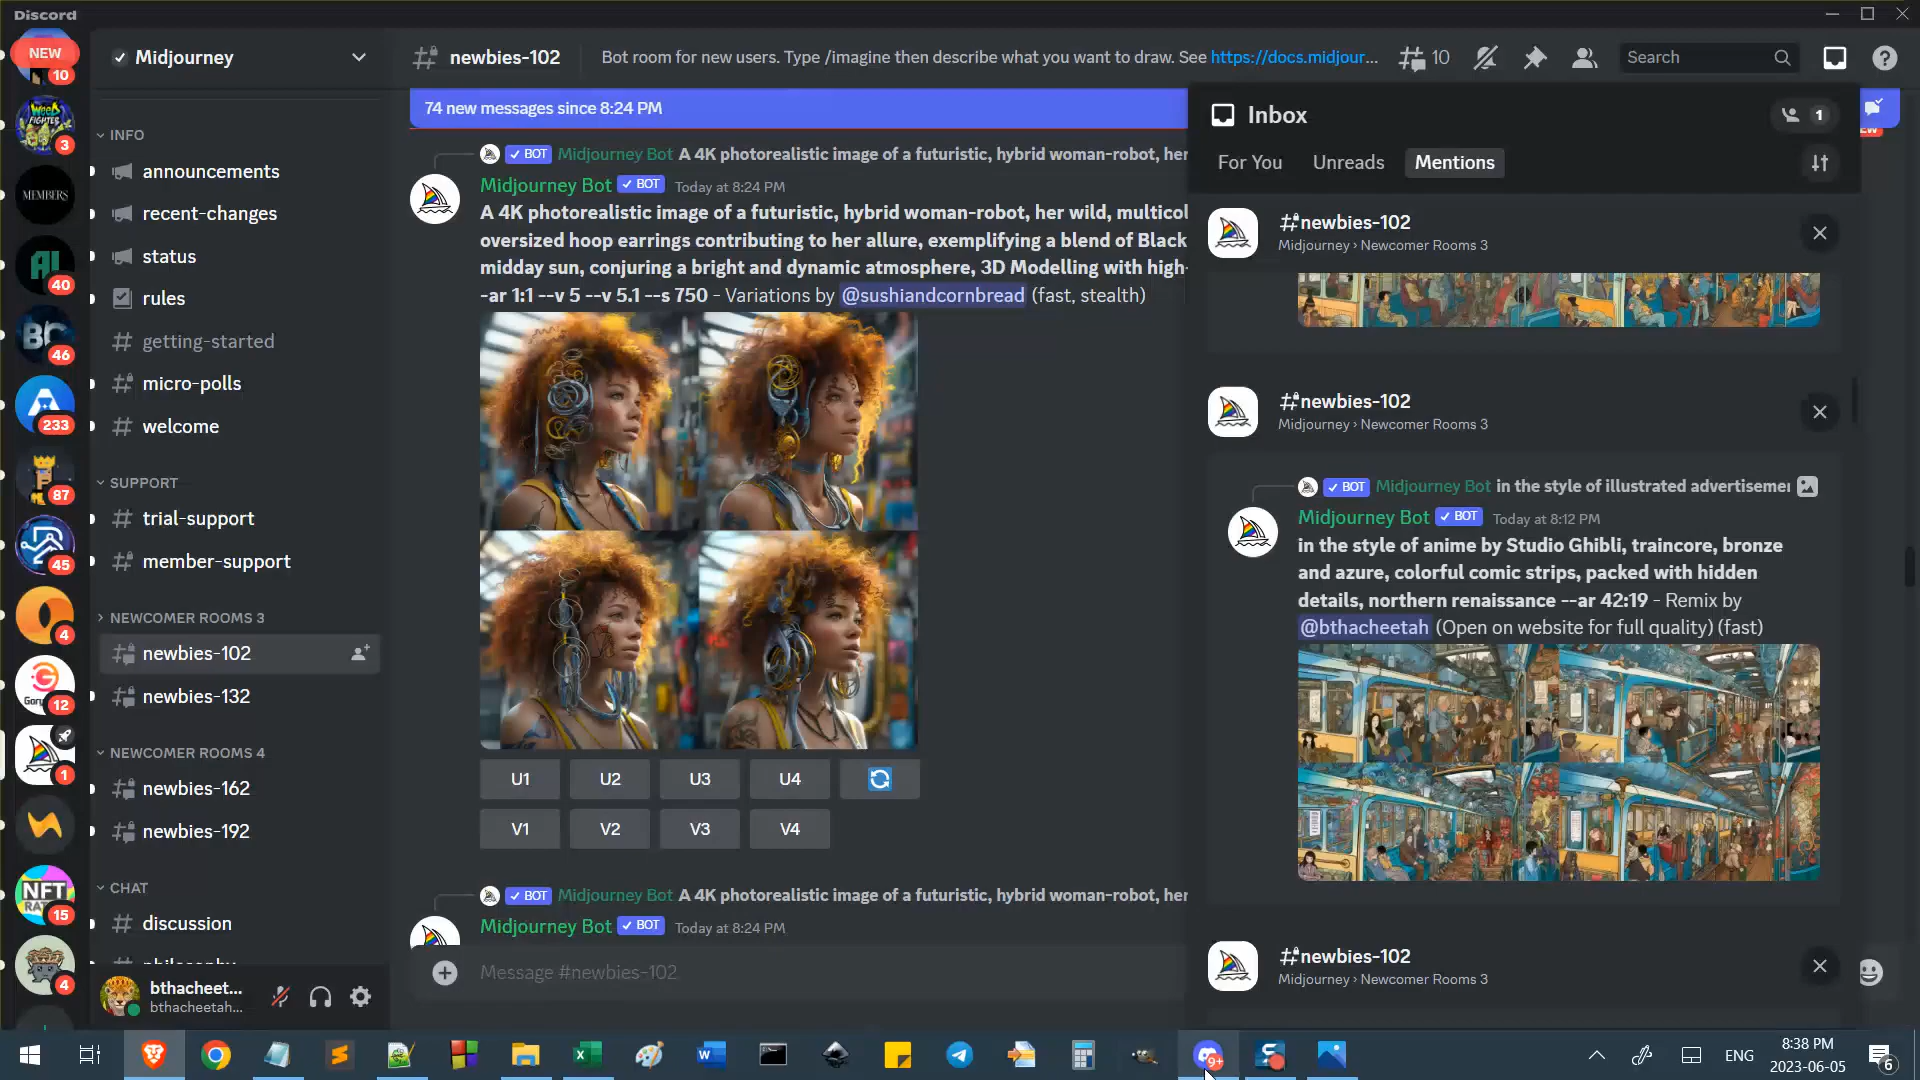 Discord
NEW
10
3
MEMBERS
40
46
233
87
45
4
12
1
15
4
Midjourney
INFO
announcements
recent-changes
status
rules
getting-started
micro-polls
welcome
SUPPORT
trial-support
member-support
NEWCOMER ROOMS 3
newbies-102
newbies-132
NEWCOMER ROOMS 4
newbies-162
newbies-192
CHAT
discussion
philosophy
bthacheet...
bthacheetah...
newbies-102
Bot room for new users. Type /imagine then describe what you want to draw. See https://docs.midjour...
10
Search
74 new messages since 8:24 PM
BOT Midjourney Bot A 4K photorealistic image of a futuristic, hybrid woman-robot, her
Midjourney Bot BOT Today at 8:24 PM
A 4K photorealistic image of a futuristic, hybrid woman-robot, her wild, multicol
oversized hoop earrings contributing to her allure, exemplifying a blend of Black
midday sun, conjuring a bright and dynamic atmosphere, 3D Modelling with high-
-ar 1:1 --v 5 --v 5.1 --s 750 - Variations by @sushiandcornbread (fast, stealth)
U1 U2 U3 U4
V1 V2 V3 V4
BOT Midjourney Bot A 4K photorealistic image of a futuristic, hybrid woman-robot, her
Midjourney Bot BOT Today at 8:24 PM
Message #newbies-102
Inbox
1
For You Unreads Mentions
#newbies-102
Midjourney › Newcomer Rooms 3
#newbies-102
Midjourney › Newcomer Rooms 3
BOT Midjourney Bot in the style of illustrated advertisemen
Midjourney Bot BOT Today at 8:12 PM
in the style of anime by Studio Ghibli, traincore, bronze
and azure, colorful comic strips, packed with hidden
details, northern renaissance --ar 42:19 - Remix by
@bthacheetah (Open on website for full quality) (fast)
#newbies-102
Midjourney › Newcomer Rooms 3
9+
ENG
8:38 PM
2023-06-05
6